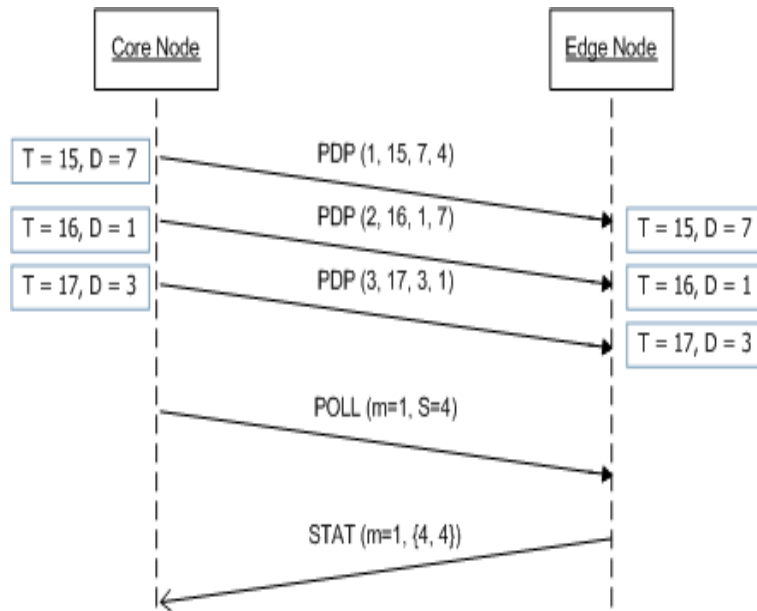 Core Node
Edge Node
T = 15, D = 7
PDP (1, 15, 7, 4)
PDP (2, 16, 1, 7)
T = 16, D = 1
T = 15, D = 7
PDP (3, 17, 3, 1)
T = 17, D = 3
T = 16, D = 1
T = 17, D = 3
POLL (m=1, S=4)
STAT (m=1, {4, 4})